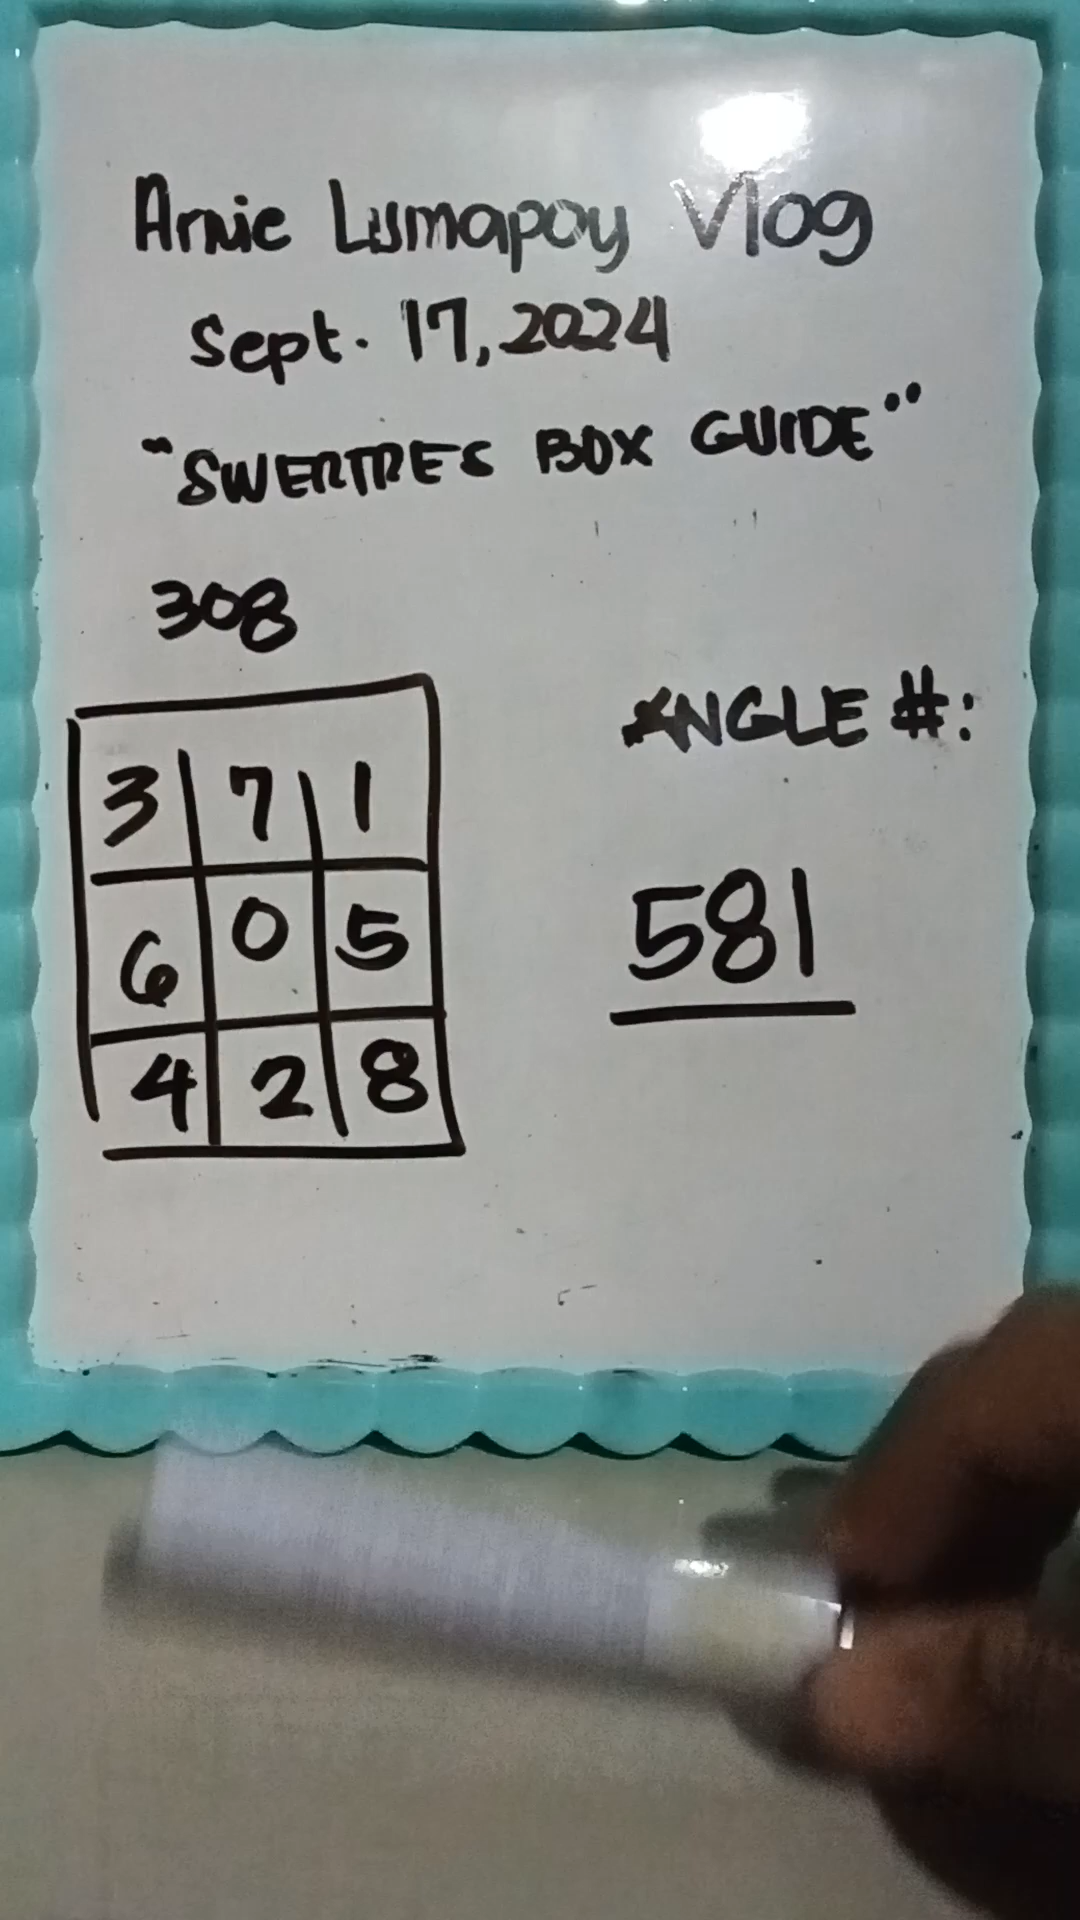 Arnie Lumapoy Vlog
Sept. 17, 2024
"SWERTRES BOX GUIDE"
308
ANGLE #:
3 7 1
6 0 5
4 2 8
581